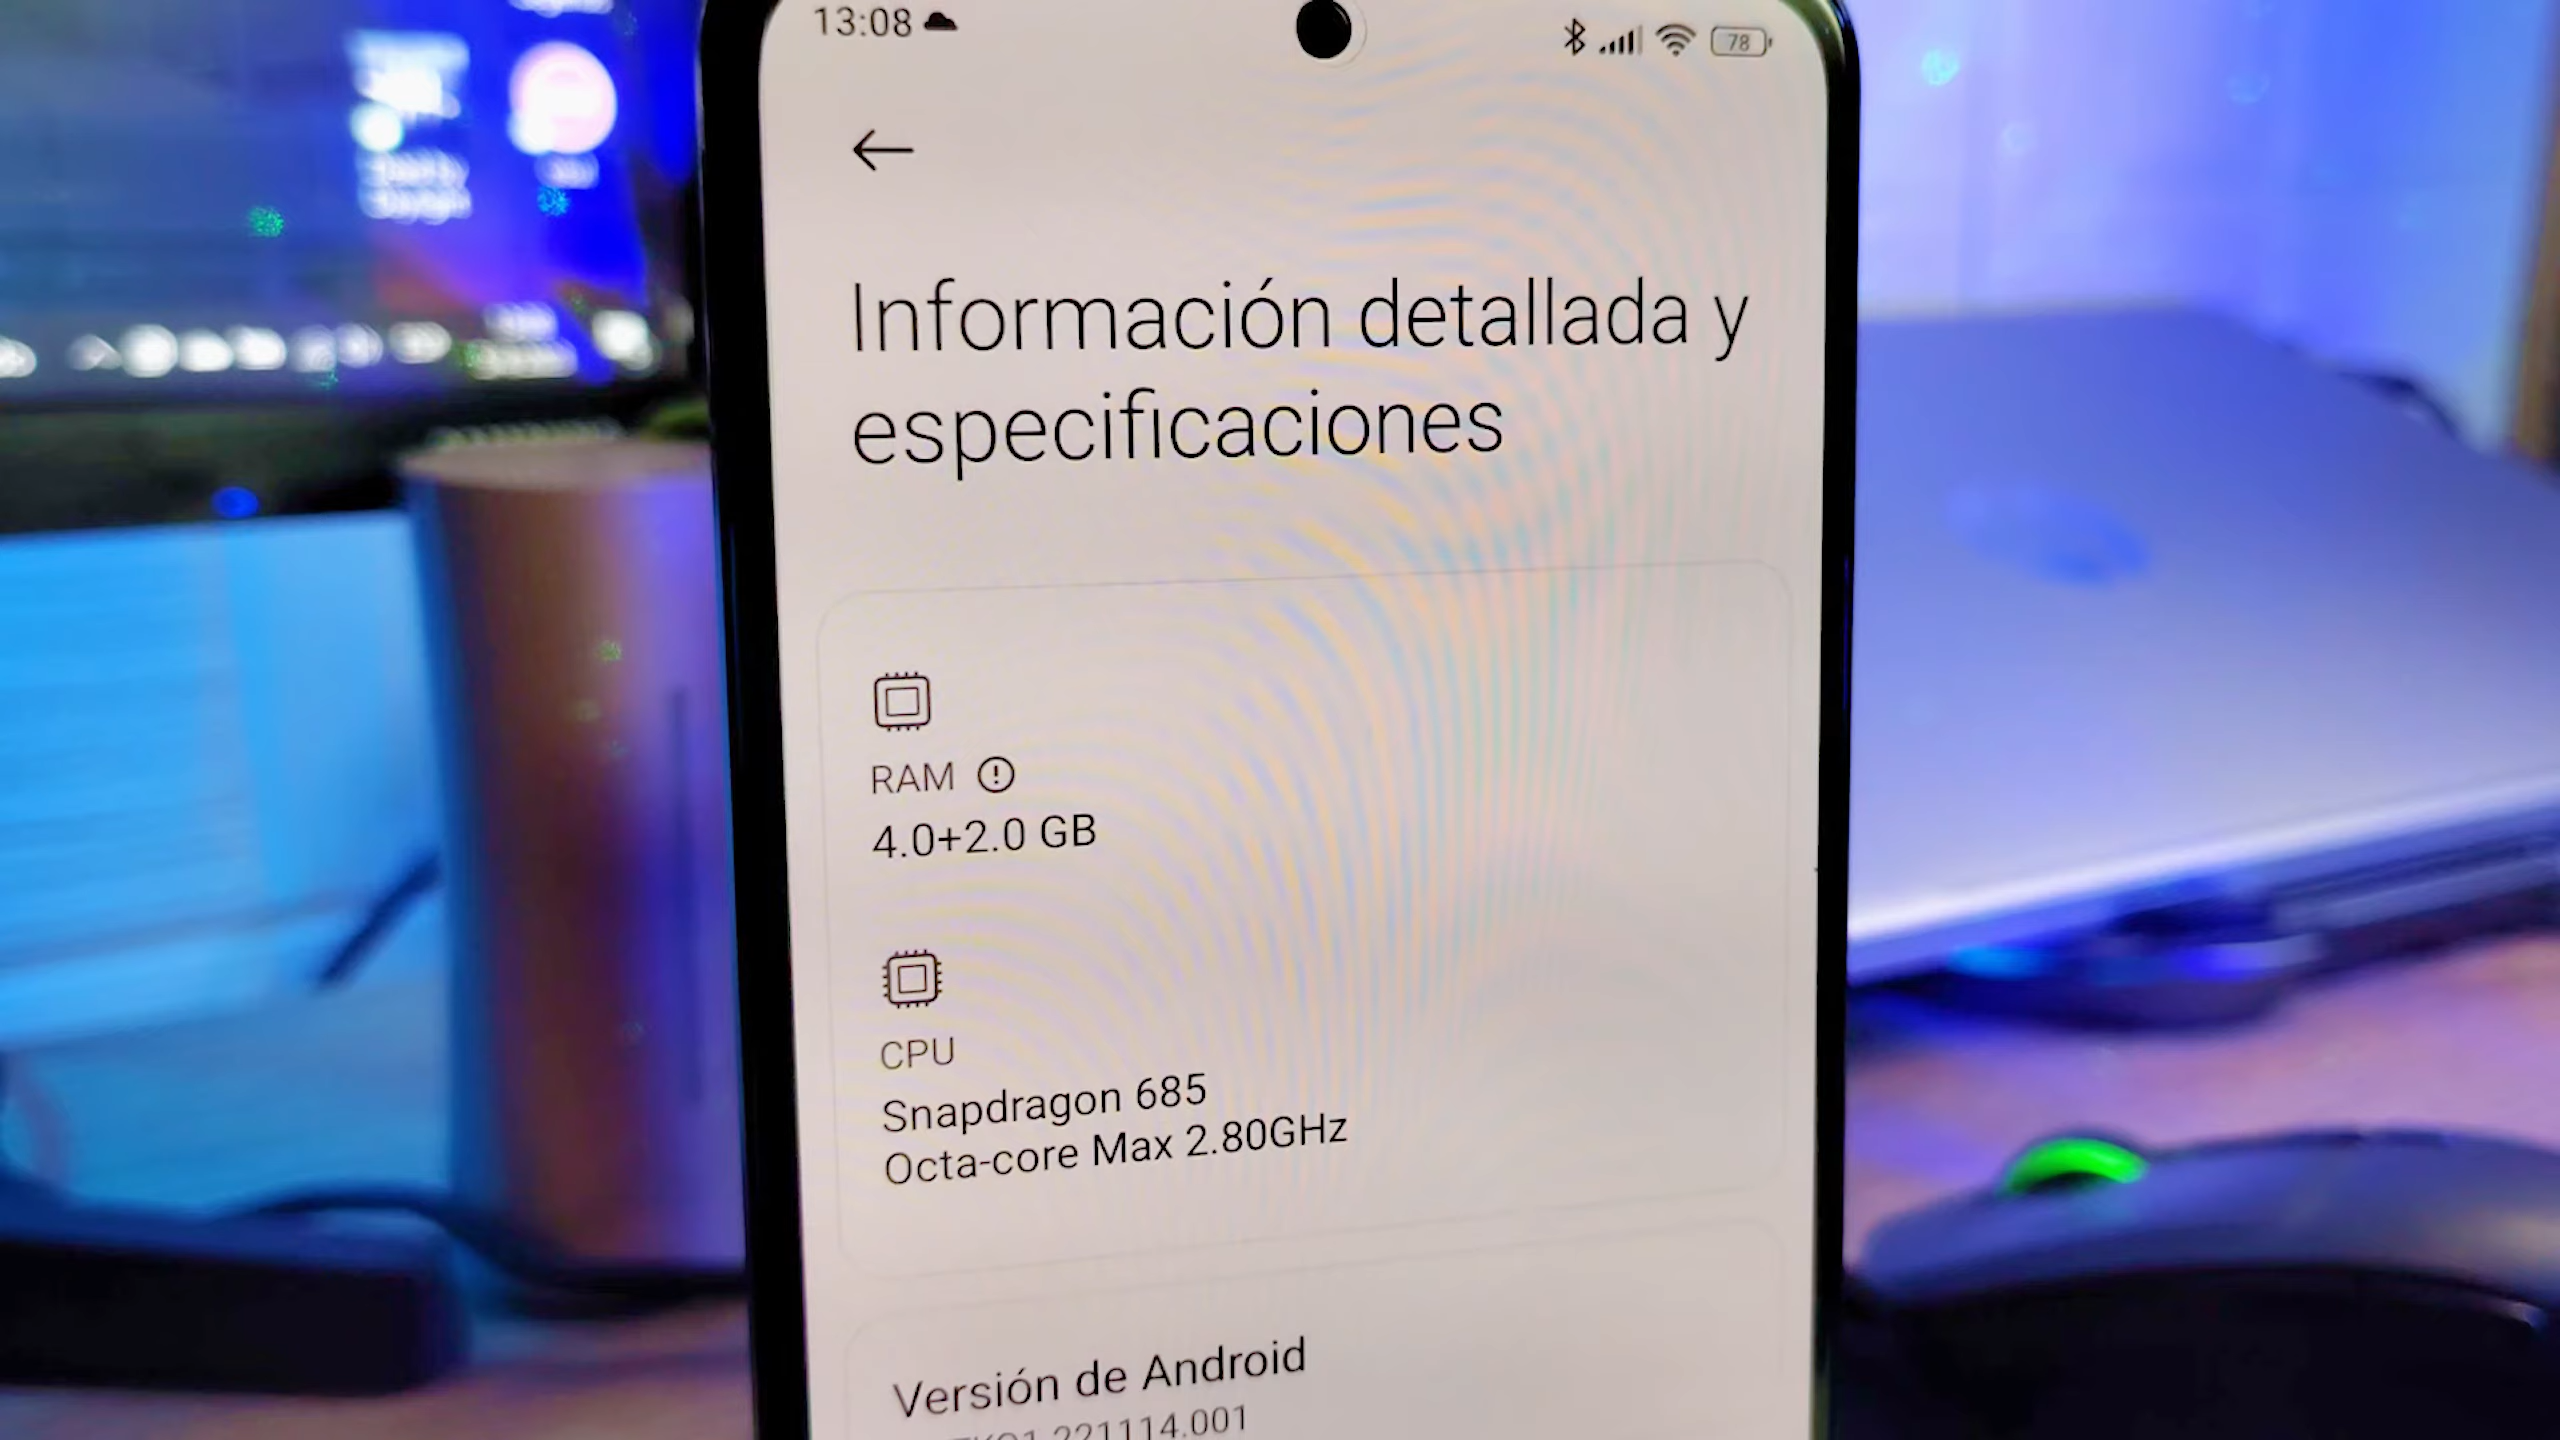 13:08
78
Información detallada y
especificaciones
RAM
4.0+2.0 GB
CPU
Snapdragon 685
Octa-core Max 2.80GHz
Versión de Android